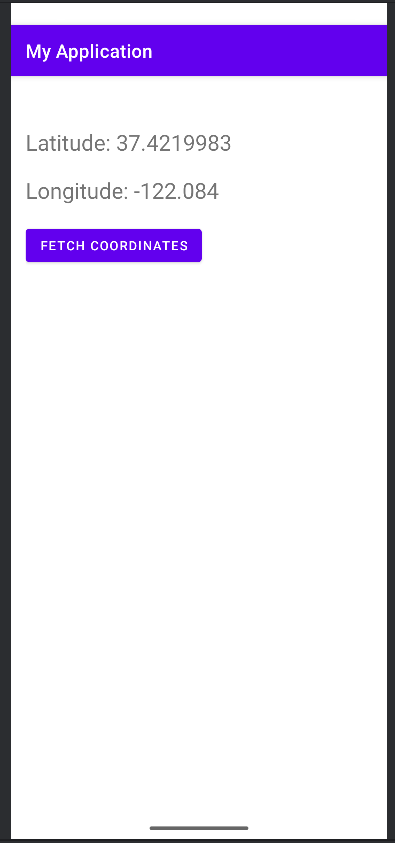 My Application
Latitude: 37.4219983
Longitude: -122.084
FETCH COORDINATES